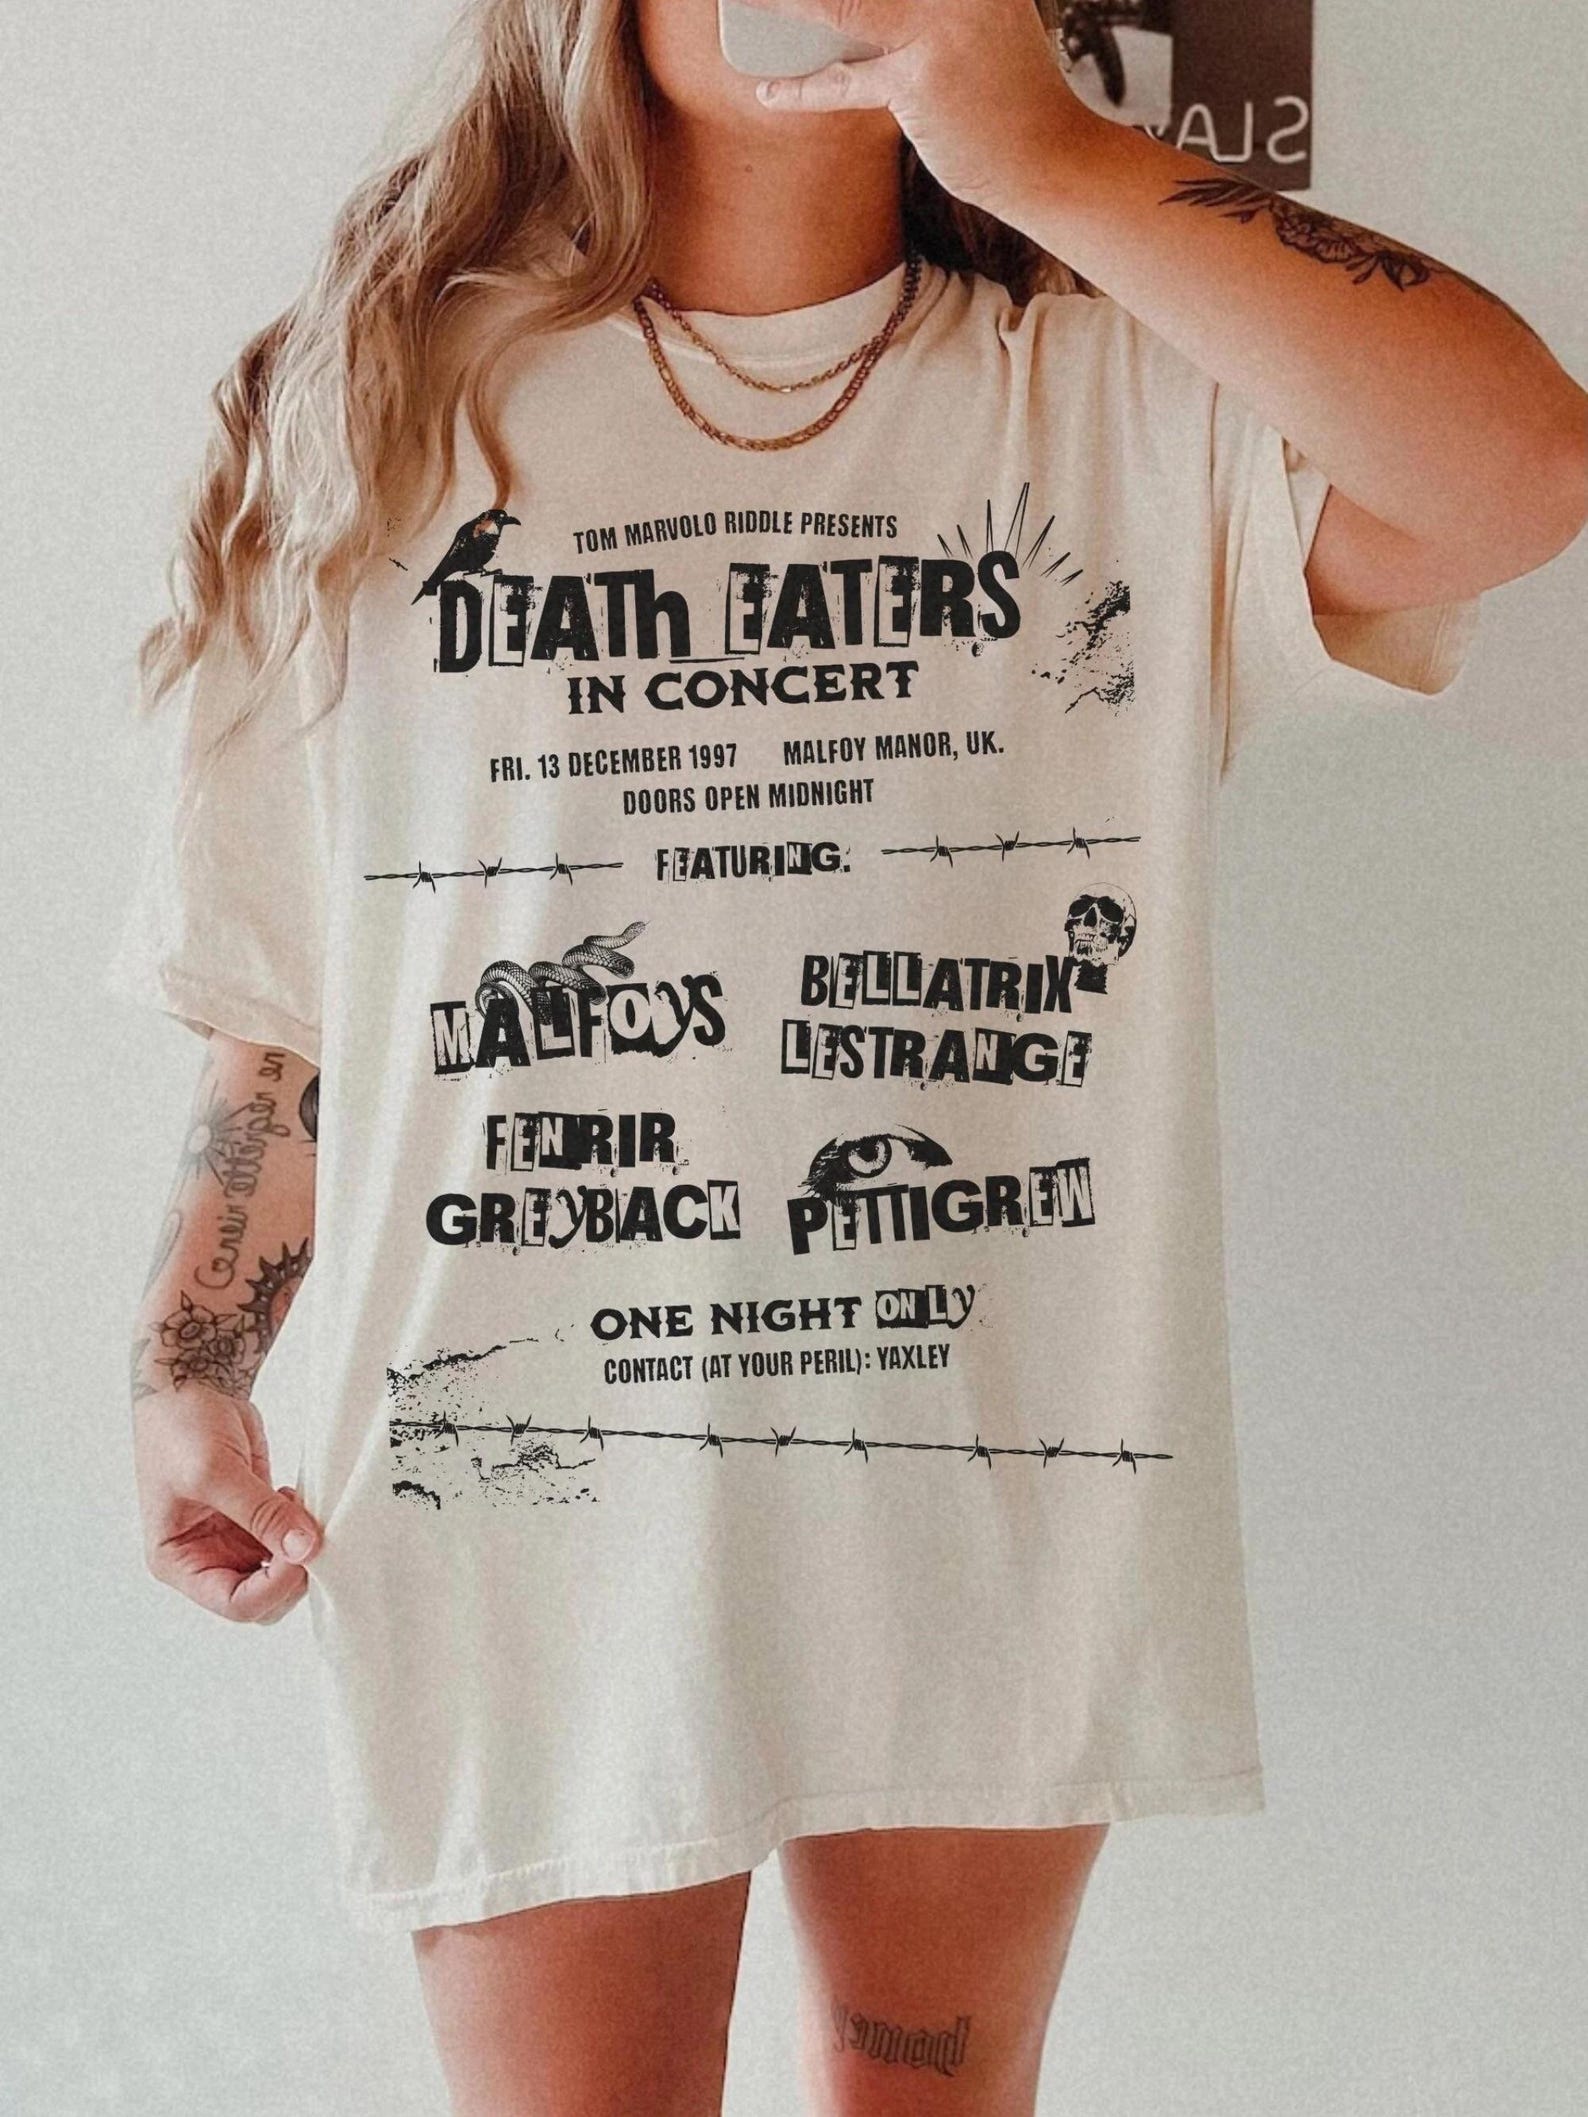 SLAY
TOM MARVOLO RIDDLE PRESENTS
DEATh EATERS
IN CONCERT
FRI. 13 DECEMBER 1997 MALFOY MANOR, UK.
DOORS OPEN MIDNIGHT
FEATURING:
MALFOyS
BELLATRIX
LESTRANGE
FENRIR
GREyBACK
PETTIGREW
ONE NIGHT ONLy
CONTACT (AT YOUR PERIL): YAXLEY